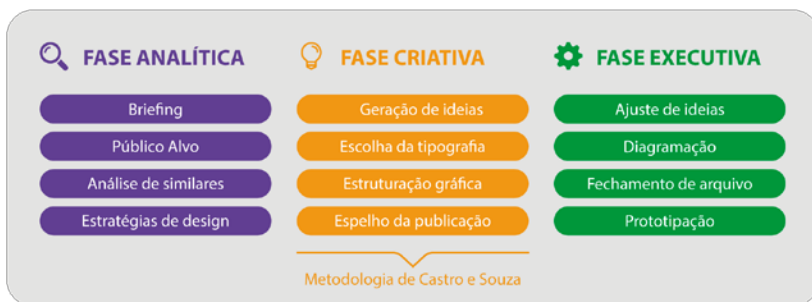 FASE ANALÍTICA
Briefing
Público Alvo
Análise de similares
Estratégias de design
FASE CRIATIVA
Geração de ideias
Escolha da tipografia
Estruturação gráfica
Espelho da publicação
Metodologia de Castro e Souza
FASE EXECUTIVA
Ajuste de ideias
Diagramação
Fechamento de arquivo
Prototipação